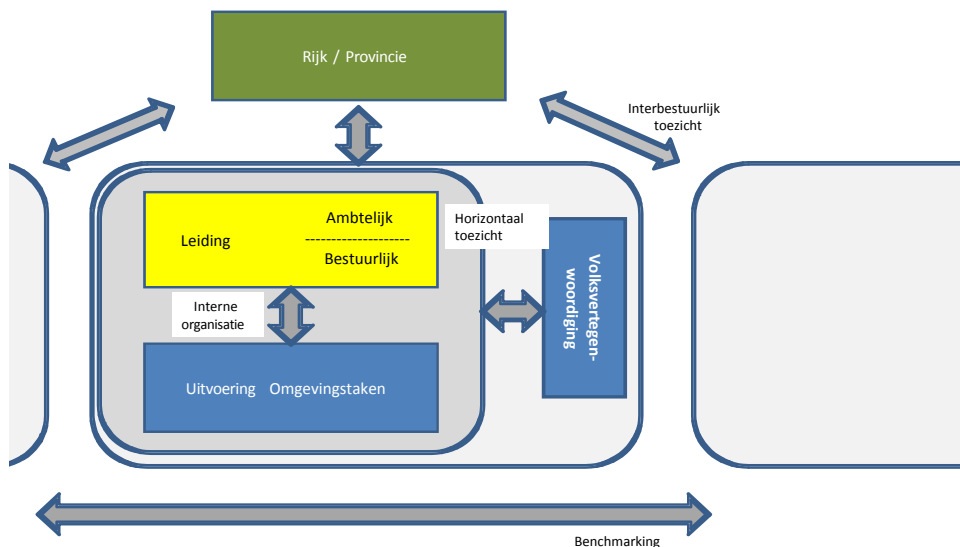 Rijk / Provincie
Interbestuurlijk
toezicht
Ambtelijk
Leiding
--------------------
Bestuurlijk
Horizontaal
toezicht
Volksvertegen-
woordiging
Interne
organisatie
Uitvoering Omgevingstaken
Benchmarking